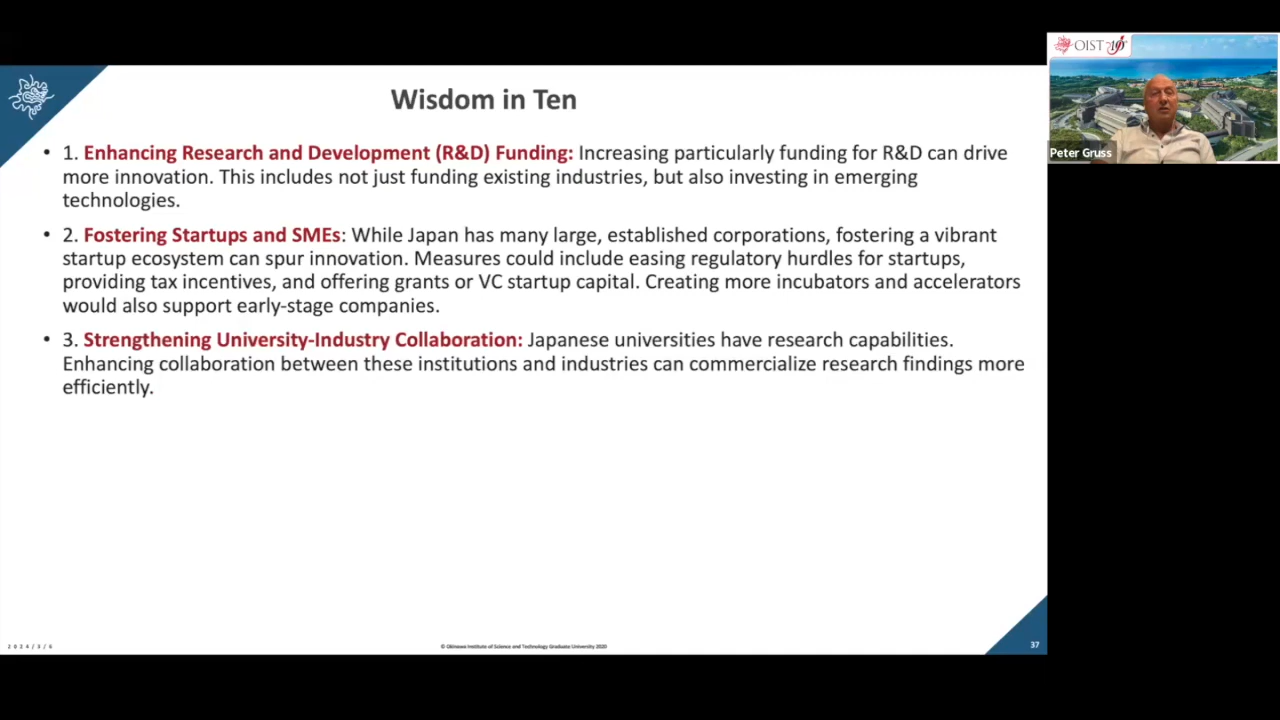 Wisdom in Ten
• 1. Enhancing Research and Development (R&D) Funding: Increasing particularly funding for R&D can drive
more innovation. This includes not just funding existing industries, but also investing in emerging
technologies.
• 2. Fostering Startups and SMEs: While Japan has many large, established corporations, fostering a vibrant
startup ecosystem can spur innovation. Measures could include easing regulatory hurdles for startups,
providing tax incentives, and offering grants or VC startup capital. Creating more incubators and accelerators
would also support early-stage companies.
• 3. Strengthening University-Industry Collaboration: Japanese universities have research capabilities.
Enhancing collaboration between these institutions and industries can commercialize research findings more
efficiently.
2024/3/6
© Okinawa Institute of Science and Technology Graduate University 2020
37
OIST 10
Peter Gruss